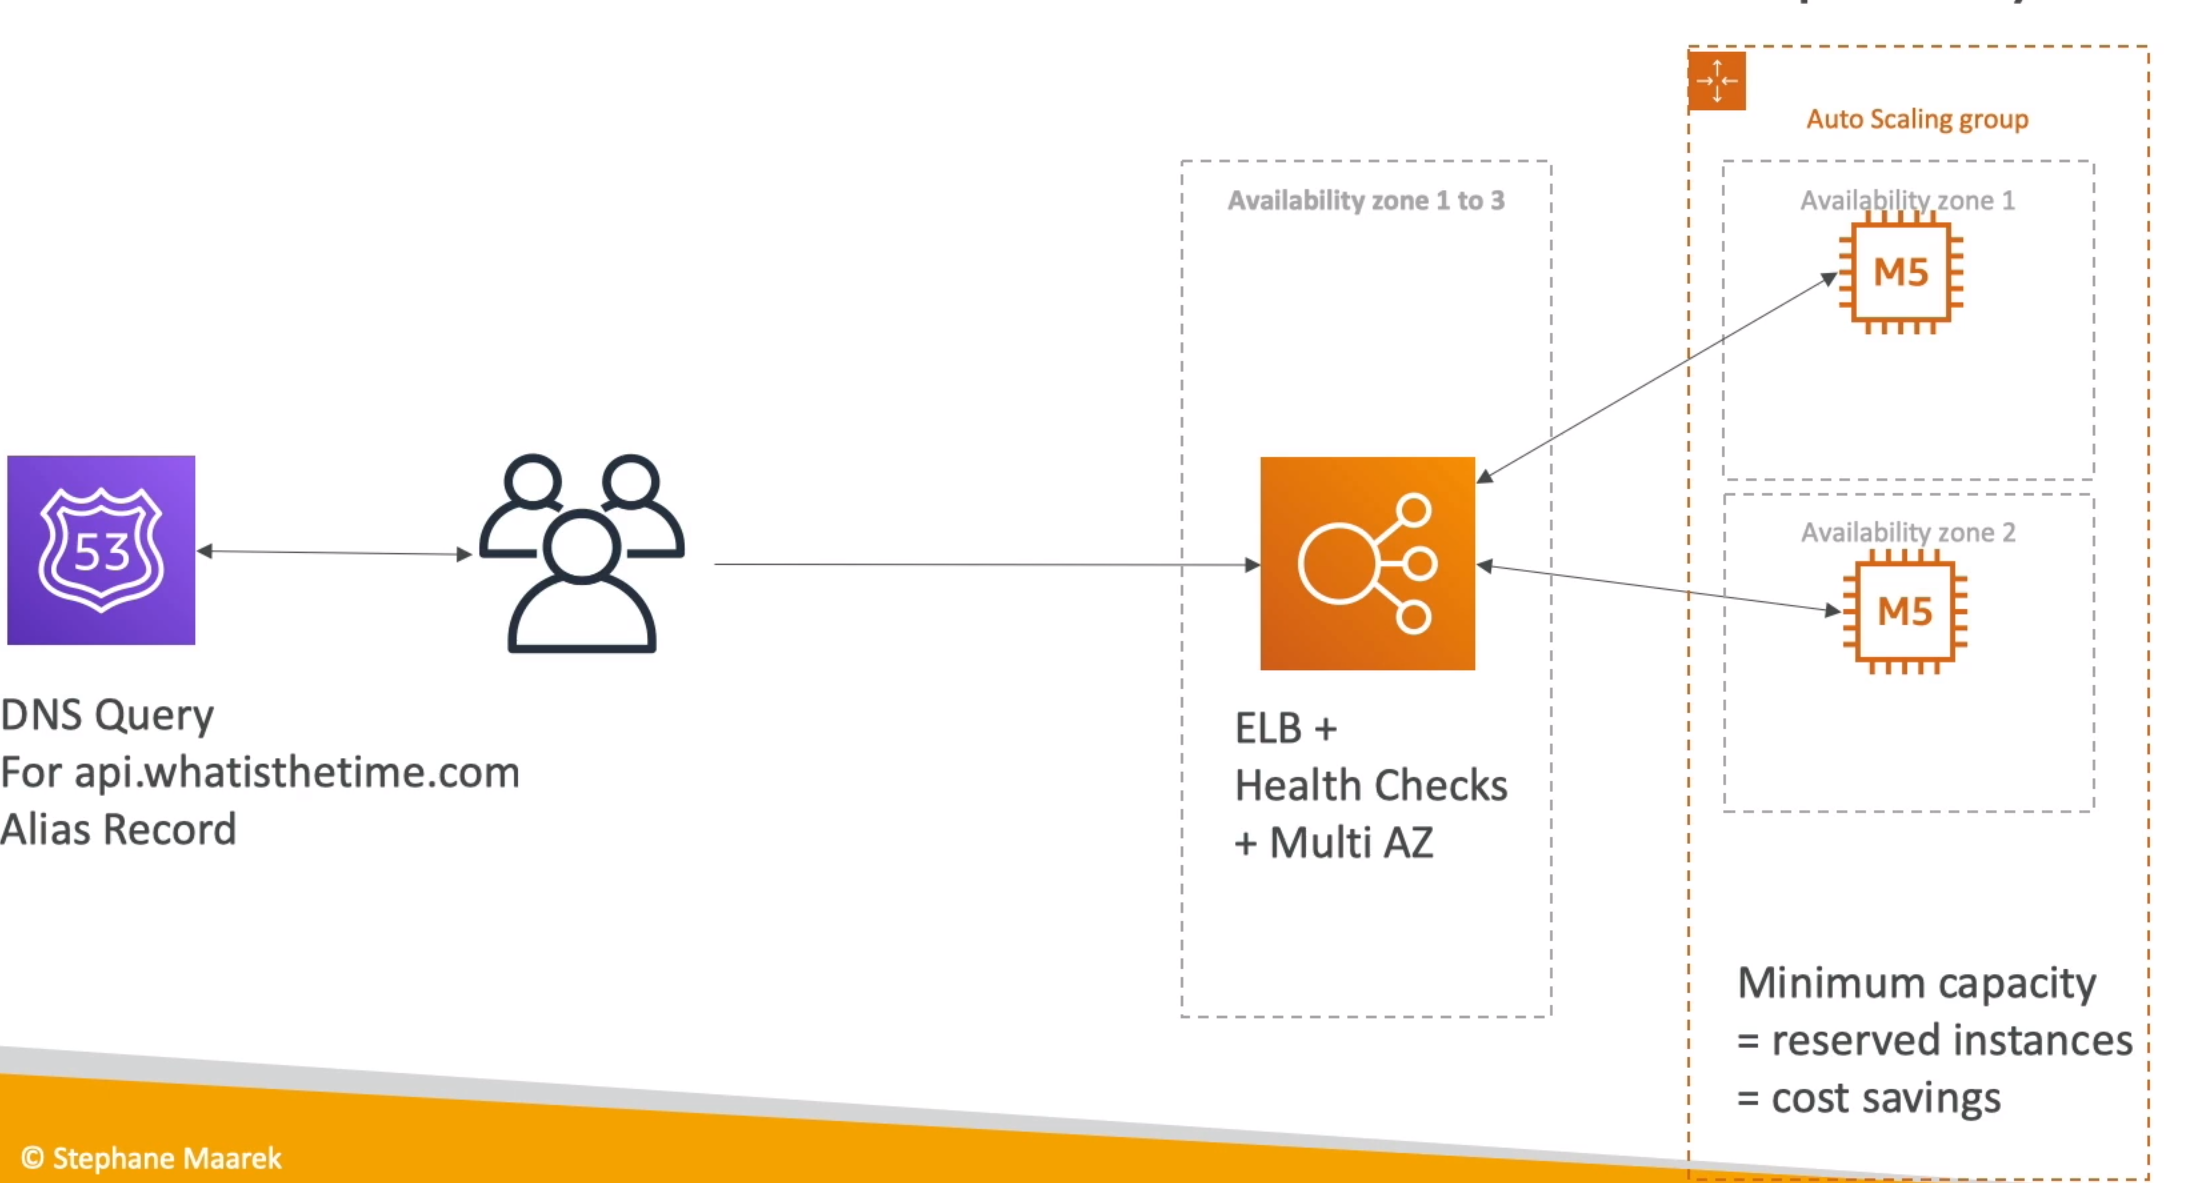 Auto Scaling group
Availability zone 1 to 3
Availability zone 1
M5
53
Availability zone 2
M5
DNS Query
For api.whatisthetime.com
Alias Record
ELB +
Health Checks
+ Multi AZ
Minimum capacity
= reserved instances
= cost savings
© Stephane Maarek